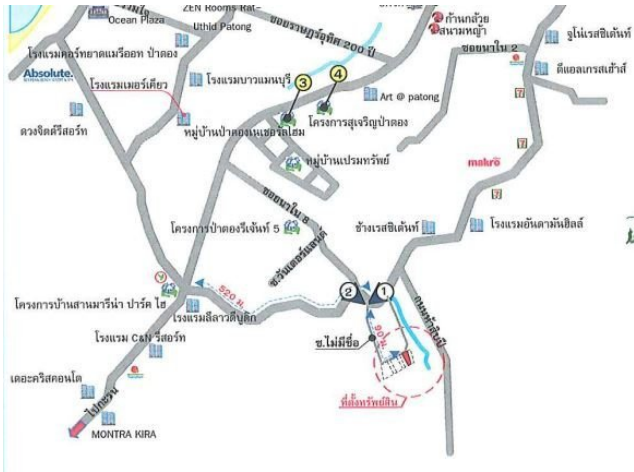 Ocean Plaza
ZEN Rooms Rat-
Uthid Patong
ซอยราษฎร์อุทิศ 200 ปี
ก้านกล้วย
สนามหญ้า
ซอยนาใน 2
จูโน่เรสซิเด้นท์
ดีแอลเกรสเฮ้าส์
โรงแรมคอร์ทยาดแมรีออท ป่าตอง
Absolute.
โรงแรมเมอร์เคียว
โรงแรมบาวแมนบุรี
3
4
Art @ patong
ดวงจิตต์รีสอร์ท
หมู่บ้านป่าตองเนเชอรัลโฮม
โครงการสุเจริญป่าตอง
หมู่บ้านเปรมทรัพย์
makro
7
7
7
ซอยนาใน 8
โครงการป่าตองรีเจ้นท์ 5
ช้างเรสซิเด้นท์
โรงแรมอันดามันฮิลล์
ซ.วันเดอร์แลนด์
2
1
520 ม.
โครงการบ้านสานมารีน่า ปาร์ค ไฮ
โรงแรมลีลาวดีบูติก
90 ม.
ซ.ไม่มีชื่อ
โรงแรม C&N รีสอร์ท
เดอะคริสคอนโด
ที่ตั้งทรัพย์สิน
ไปกะรน
MONTRA KIRA